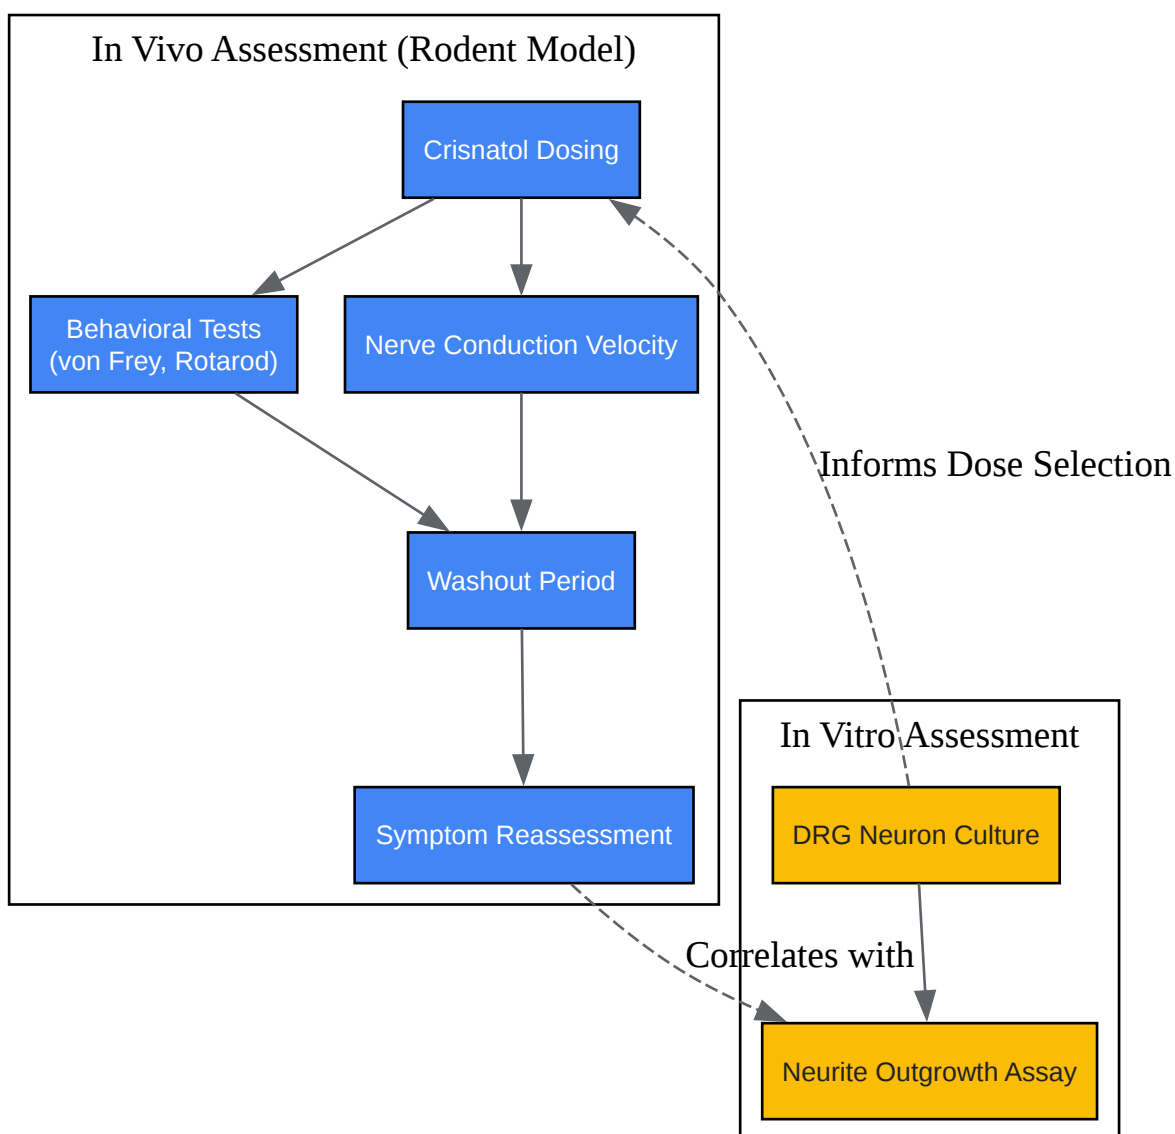 In Vivo Assessment (Rodent Model)
Crisnatol Dosing
Behavioral Tests
(von Frey, Rotarod)
Nerve Conduction Velocity
Informs Dose Selection
Washout Period
In Vitro Assessment
Symptom Reassessment
DRG Neuron Culture
Correlates with
Neurite Outgrowth Assay